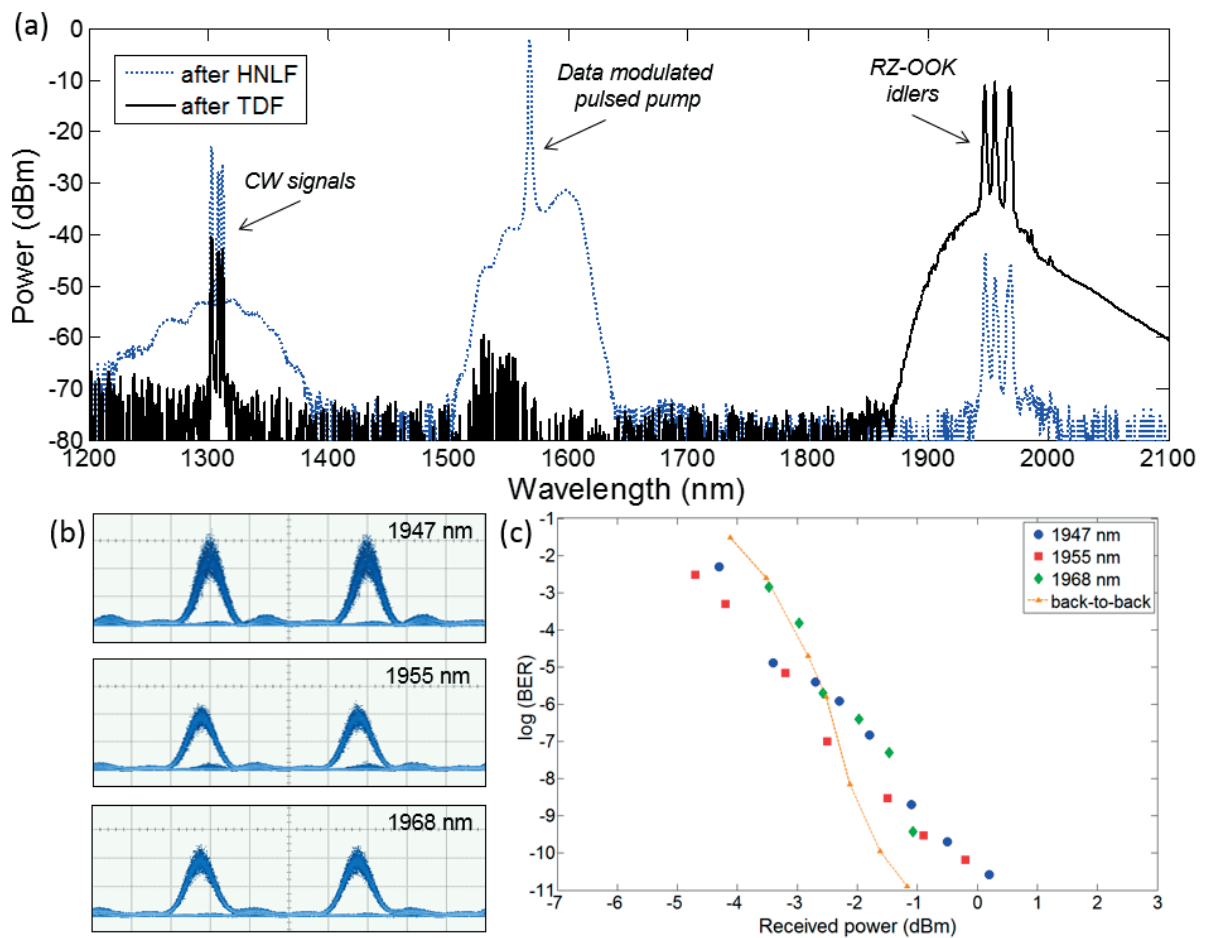 (a)
0
-10
-20
-30
-40
-50
-60
-70
-80
Power (dBm)
after HNLF
after TDF
CW signals
Data modulated
pulsed pump
RZ-OOK
idlers
1200 1300 1400 1500 1600 1700 1800 1900 2000 2100
Wavelength (nm)
(b)
1947 nm
1955 nm
1968 nm
(c)
-1
-2
-3
-4
-5
-6
-7
-8
-9
-10
-11
log (BER)
1947 nm
1955 nm
1968 nm
back-to-back
-7 -6 -5 -4 -3 -2 -1 0 1 2 3
Received power (dBm)